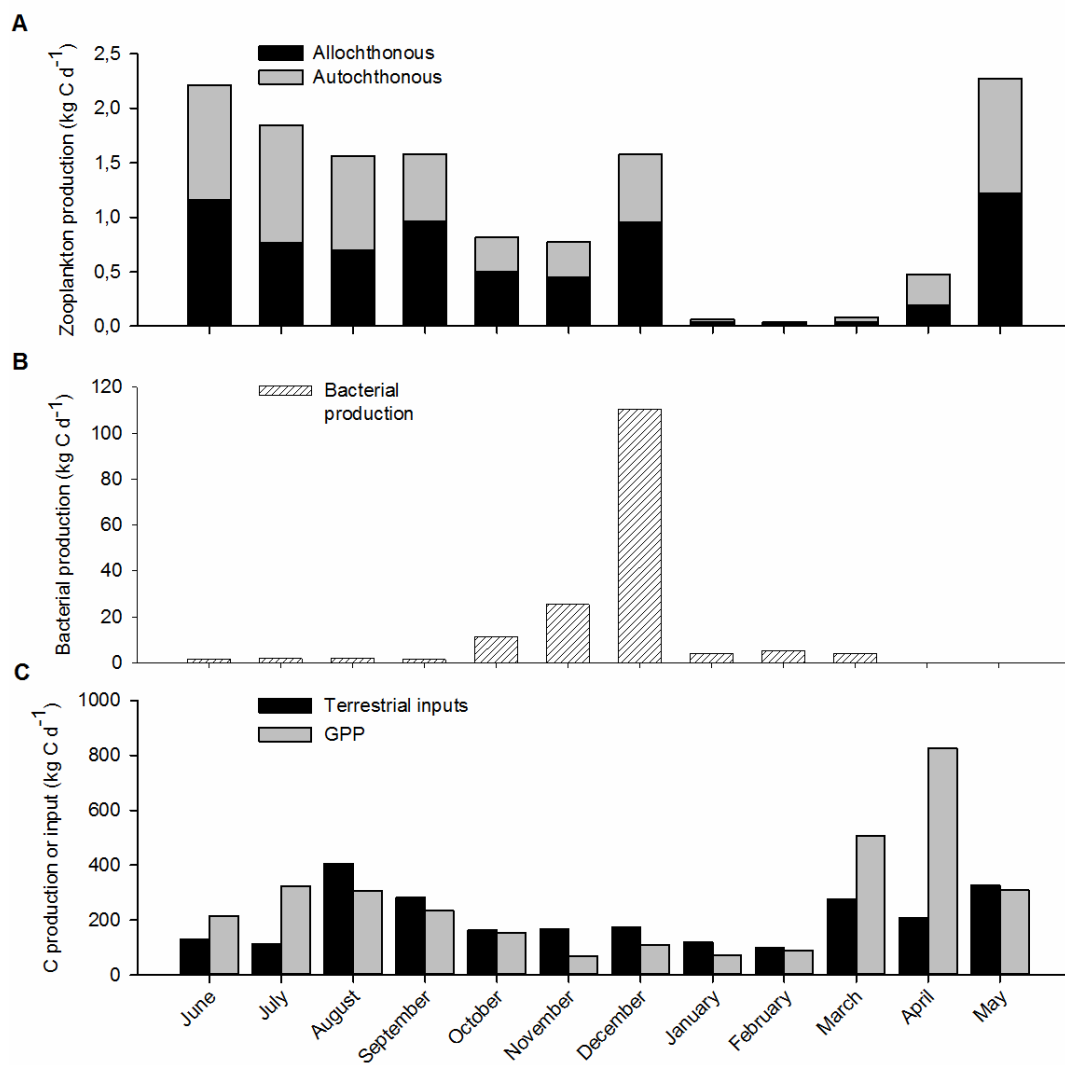 A
Zooplankton production (kg C d⁻¹)
2,5
2,0
1,5
1,0
0,5
0,0
Allochthonous
Autochthonous
B
Bacterial production (kg C d⁻¹)
120
100
80
60
40
20
0
Bacterial
production
C
C production or input (kg C d⁻¹)
1000
800
600
400
200
0
Terrestrial inputs
GPP
June
July
August
September
October
November
December
January
February
March
April
May